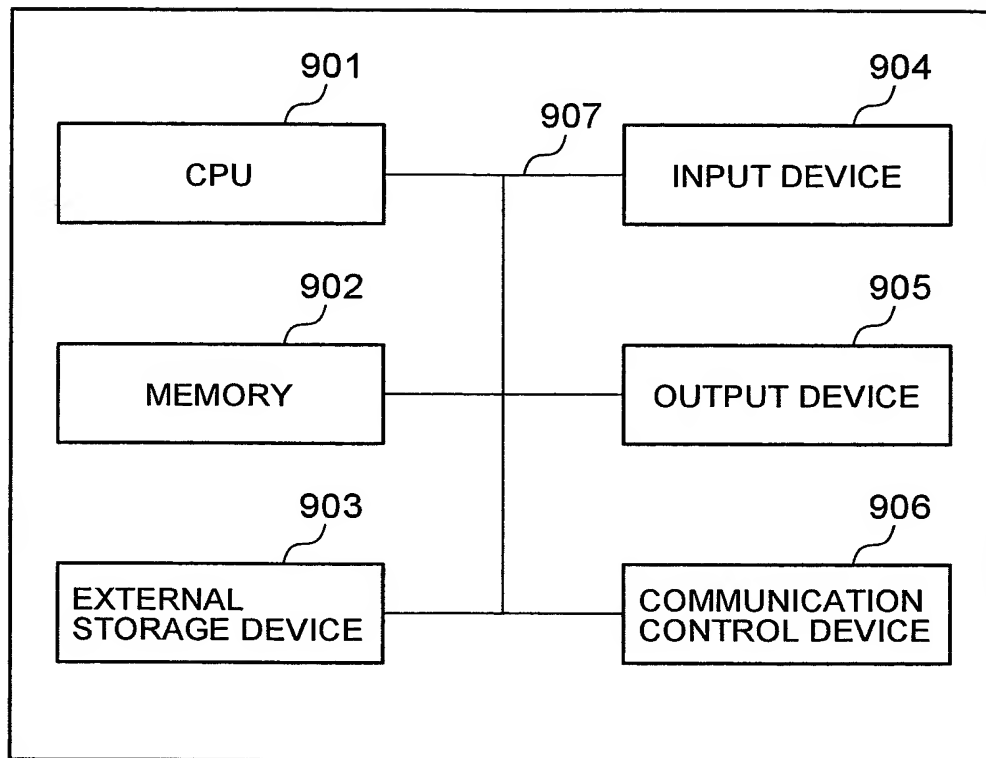 901
CPU
907
904
INPUT DEVICE
902
MEMORY
905
OUTPUT DEVICE
903
EXTERNAL
STORAGE DEVICE
906
COMMUNICATION
CONTROL DEVICE